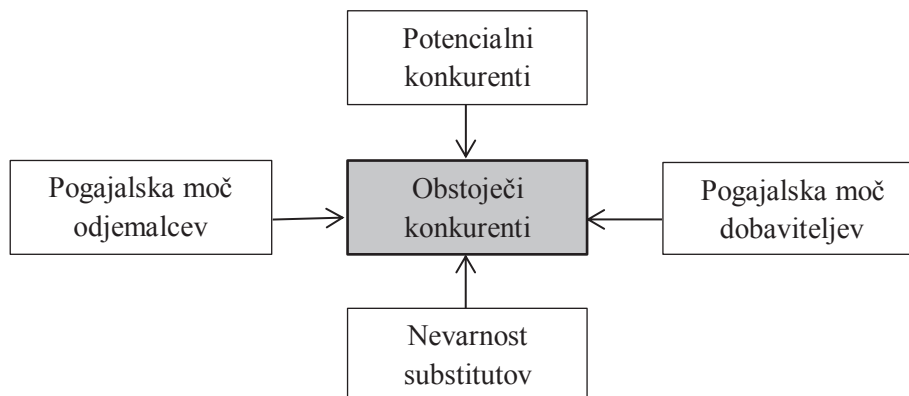 Potencialni
konkurenti
Pogajalska moč
odjemalcev
Obstoječi
konkurenti
Pogajalska moč
dobaviteljev
Nevarnost
substitutov